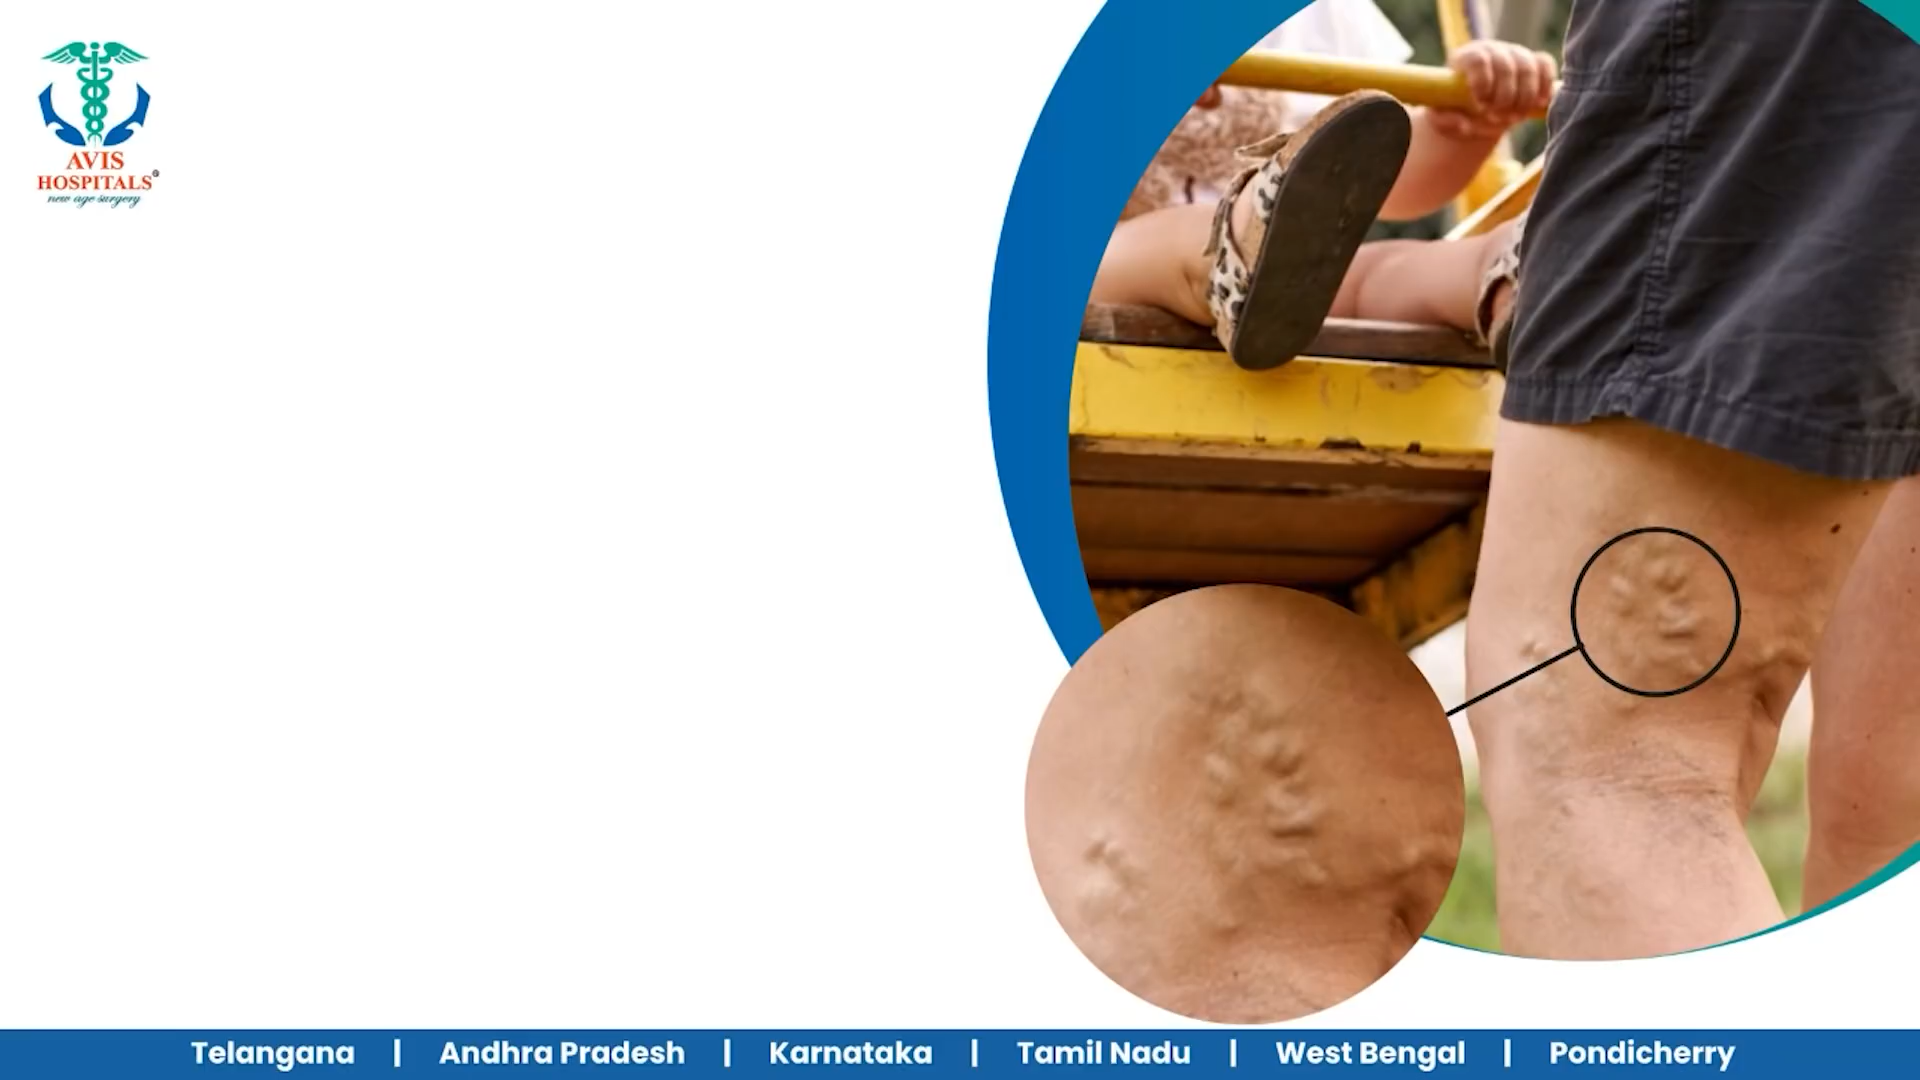 AVIS
HOSPITALS®
new age surgery
Telangana | Andhra Pradesh | Karnataka | Tamil Nadu | West Bengal | Pondicherry